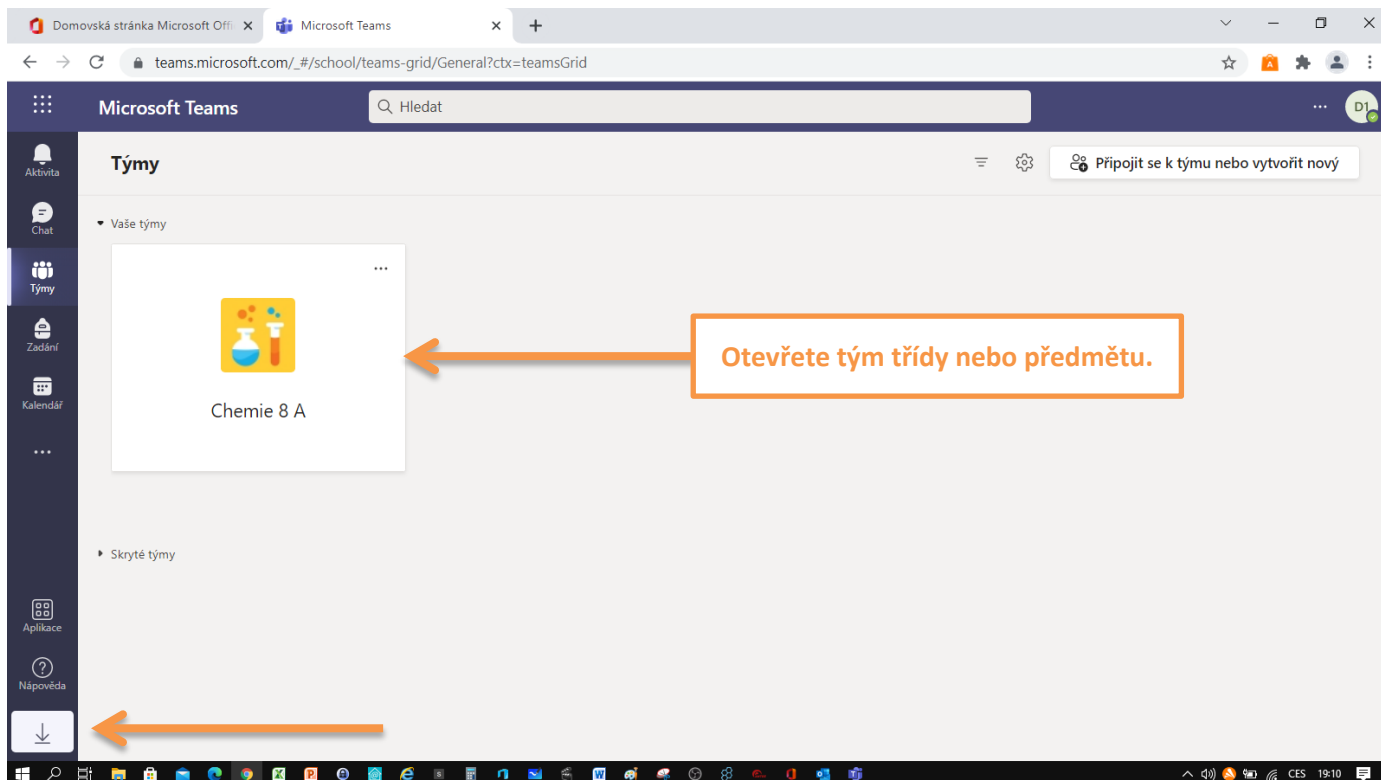 Domovská stránka Microsoft Offi
Microsoft Teams
teams.microsoft.com/_#/school/teams-grid/General?ctx=teamsGrid
Microsoft Teams
Hledat
D1
Aktivita
Týmy
Připojit se k týmu nebo vytvořit nový
Chat
Vaše týmy
Týmy
Zadání
Otevřete tým třídy nebo předmětu.
Kalendář
Chemie 8 A
Skryté týmy
Aplikace
Nápověda
CES 19:10